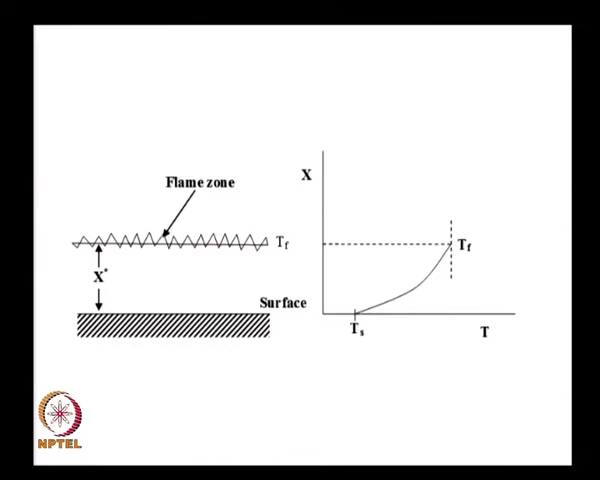 Flame zone
X
T_f
T_f
X*
Surface
T_s
T
NPTEL